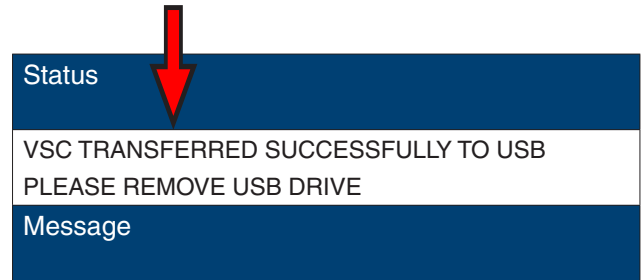 Status
VSC TRANSFERRED SUCCESSFULLY TO USB
PLEASE REMOVE USB DRIVE
Message